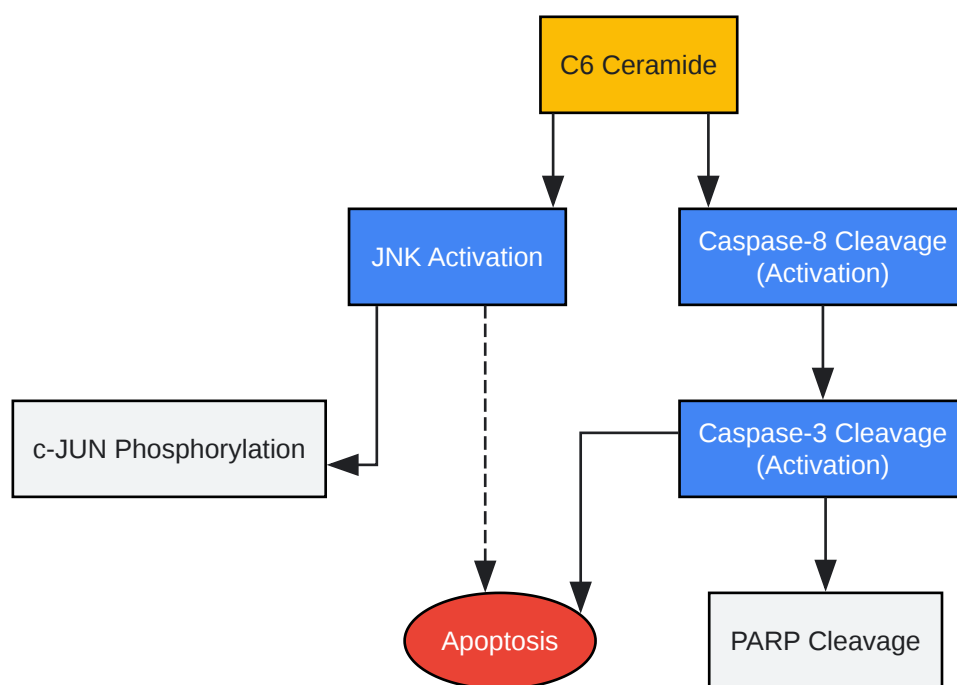 C6 Ceramide
JNK Activation
Caspase-8 Cleavage
(Activation)
c-JUN Phosphorylation
Caspase-3 Cleavage
(Activation)
Apoptosis
PARP Cleavage